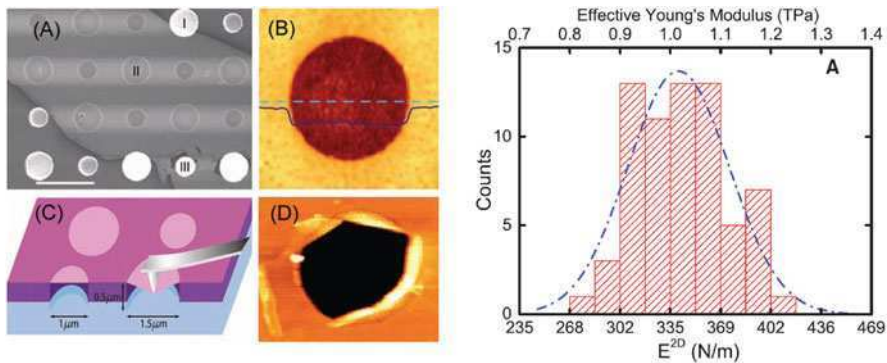 (A)
I
II
III
(B)
(C)
0.5μm
1μm
1.5μm
(D)
Effective Young's Modulus (TPa)
0.7 0.8 0.9 1.0 1.1 1.2 1.3 1.4
A
15
10
5
0
Counts
235 268 302 335 369 402 436 469
E2D (N/m)